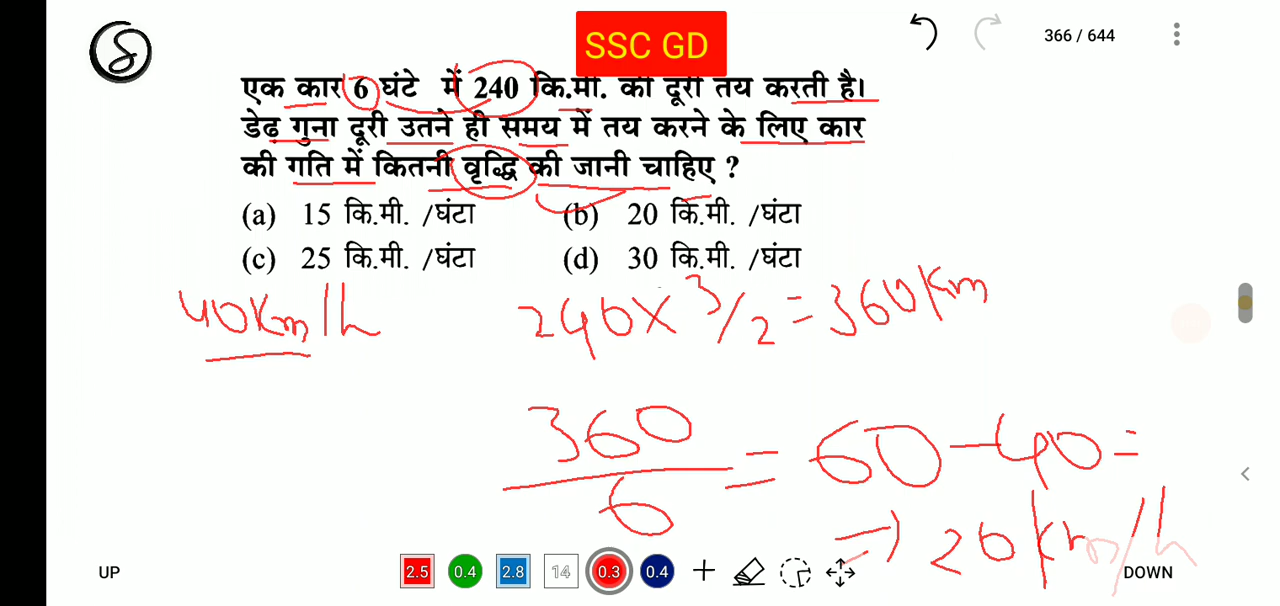 8
SSC GD
366 / 644
एक कार 6 घंटे में 240 कि.मी. की दूरी तय करती है।
डेढ़ गुना दूरी उतने ही समय में तय करने के लिए कार
की गति में कितनी वृद्धि की जानी चाहिए ?
(a) 15 कि.मी. /घंटा (b) 20 कि.मी. /घंटा
(c) 25 कि.मी. /घंटा (d) 30 कि.मी. /घंटा
40Km/h 240×3/2=360Km
360/6 = 60-40=
→ 20km/h
UP 2.5 0.4 2.8 14 0.3 0.4 DOWN